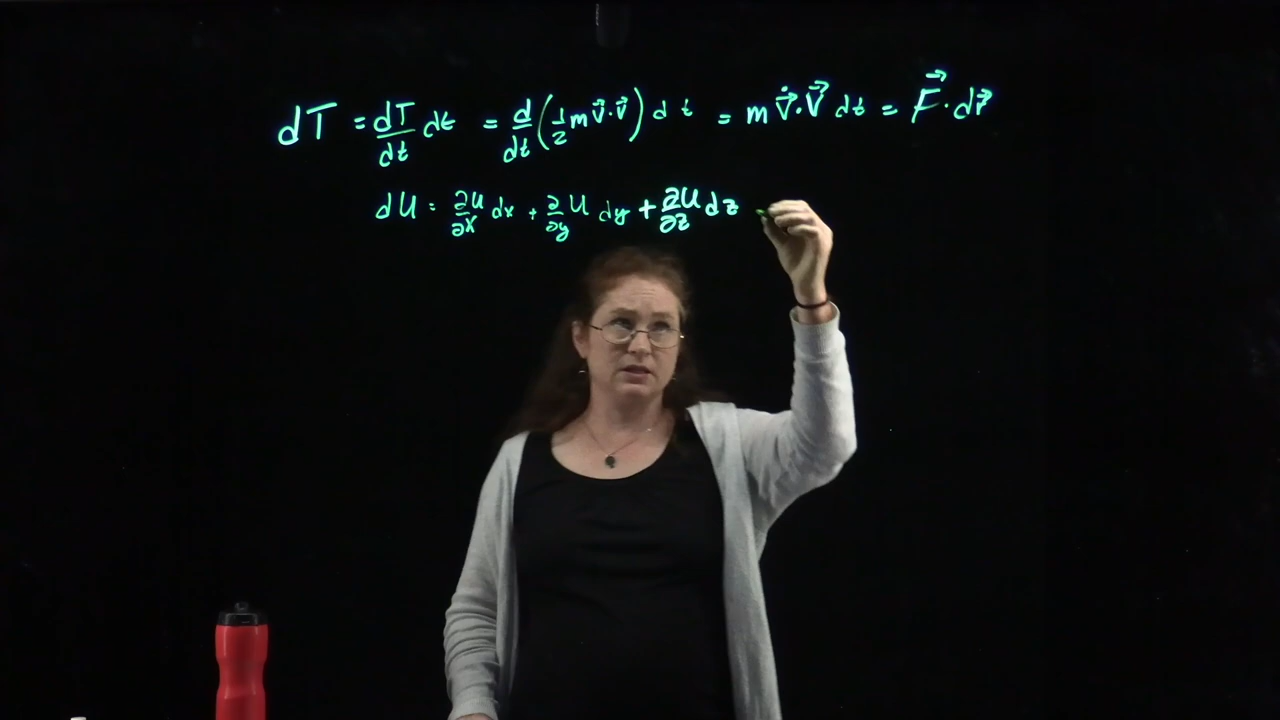 dT = dT/dt dt = d/dt (1/2 m v⃗·v⃗) dt = m v⃗̇·v⃗ dt = F⃗·dr⃗
dU = ∂U/∂x dx + ∂/∂y U dy + ∂U/∂z dz